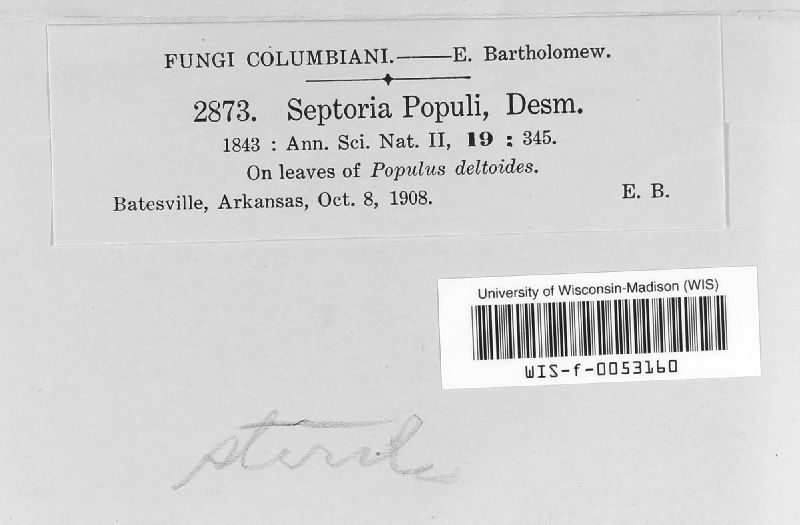 FUNGI COLUMBIANI.——E. Bartholomew.
2873. Septoria Populi, Desm.
1843 : Ann. Sci. Nat. II, 19 : 345.
On leaves of Populus deltoides.
Batesville, Arkansas, Oct. 8, 1908. E. B.
University of Wisconsin-Madison (WIS)
WIS-f-0053160